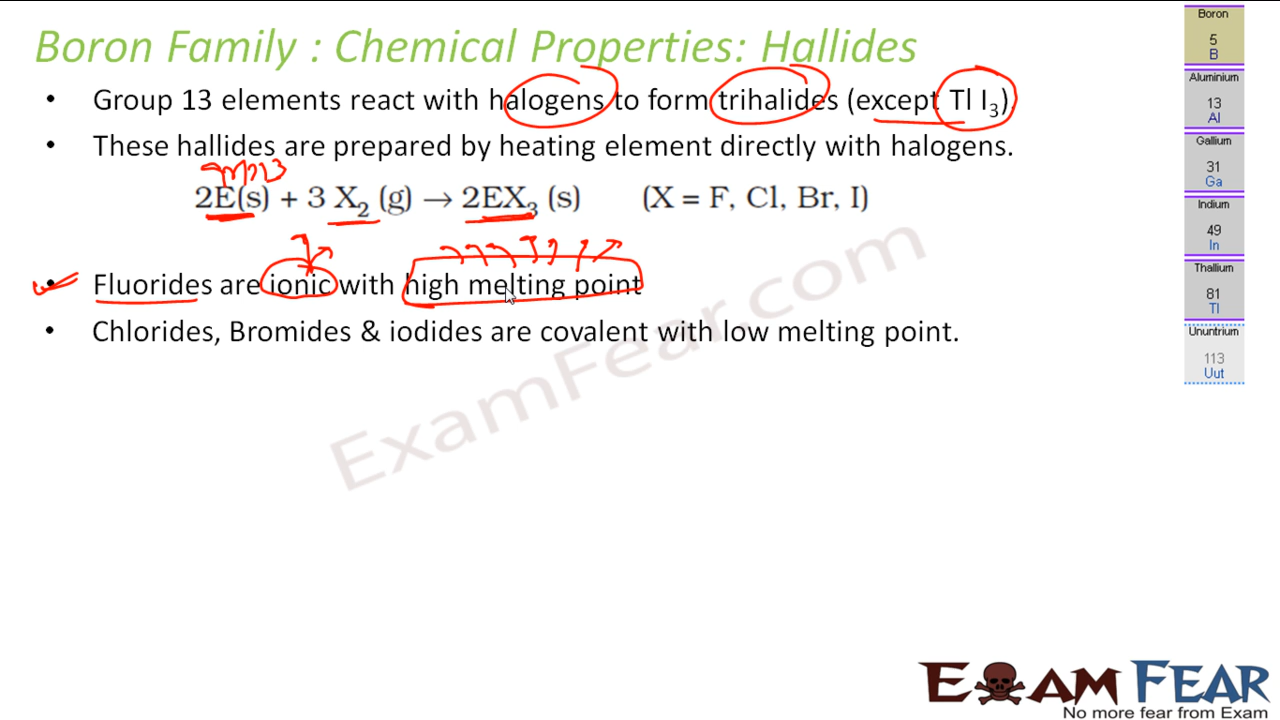 Boron Family : Chemical Properties: Hallides
• Group 13 elements react with halogens to form trihalides (except Tl I₃).
• These hallides are prepared by heating element directly with halogens.
2E(s) + 3 X₂ (g) → 2EX₃ (s) (X = F, Cl, Br, I)
• Fluorides are ionic with high melting point
• Chlorides, Bromides & iodides are covalent with low melting point.
ExamFear.com
Boron
5
B
Aluminium
13
Al
Gallium
31
Ga
Indium
49
In
Thallium
81
Tl
Ununtrium
113
Uut
EXAM FEAR
No more fear from Exam